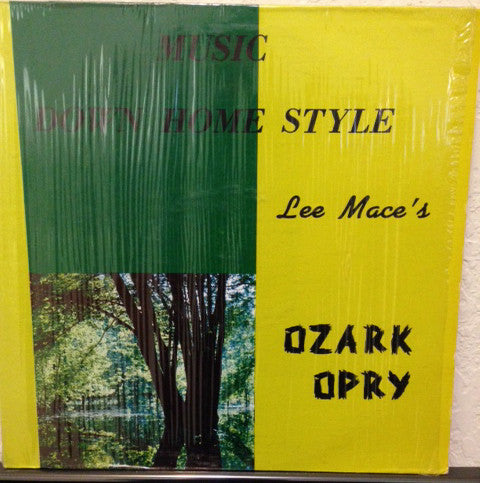 MUSIC
DOWN HOME STYLE
Lee Mace's
OZARK
OPRY